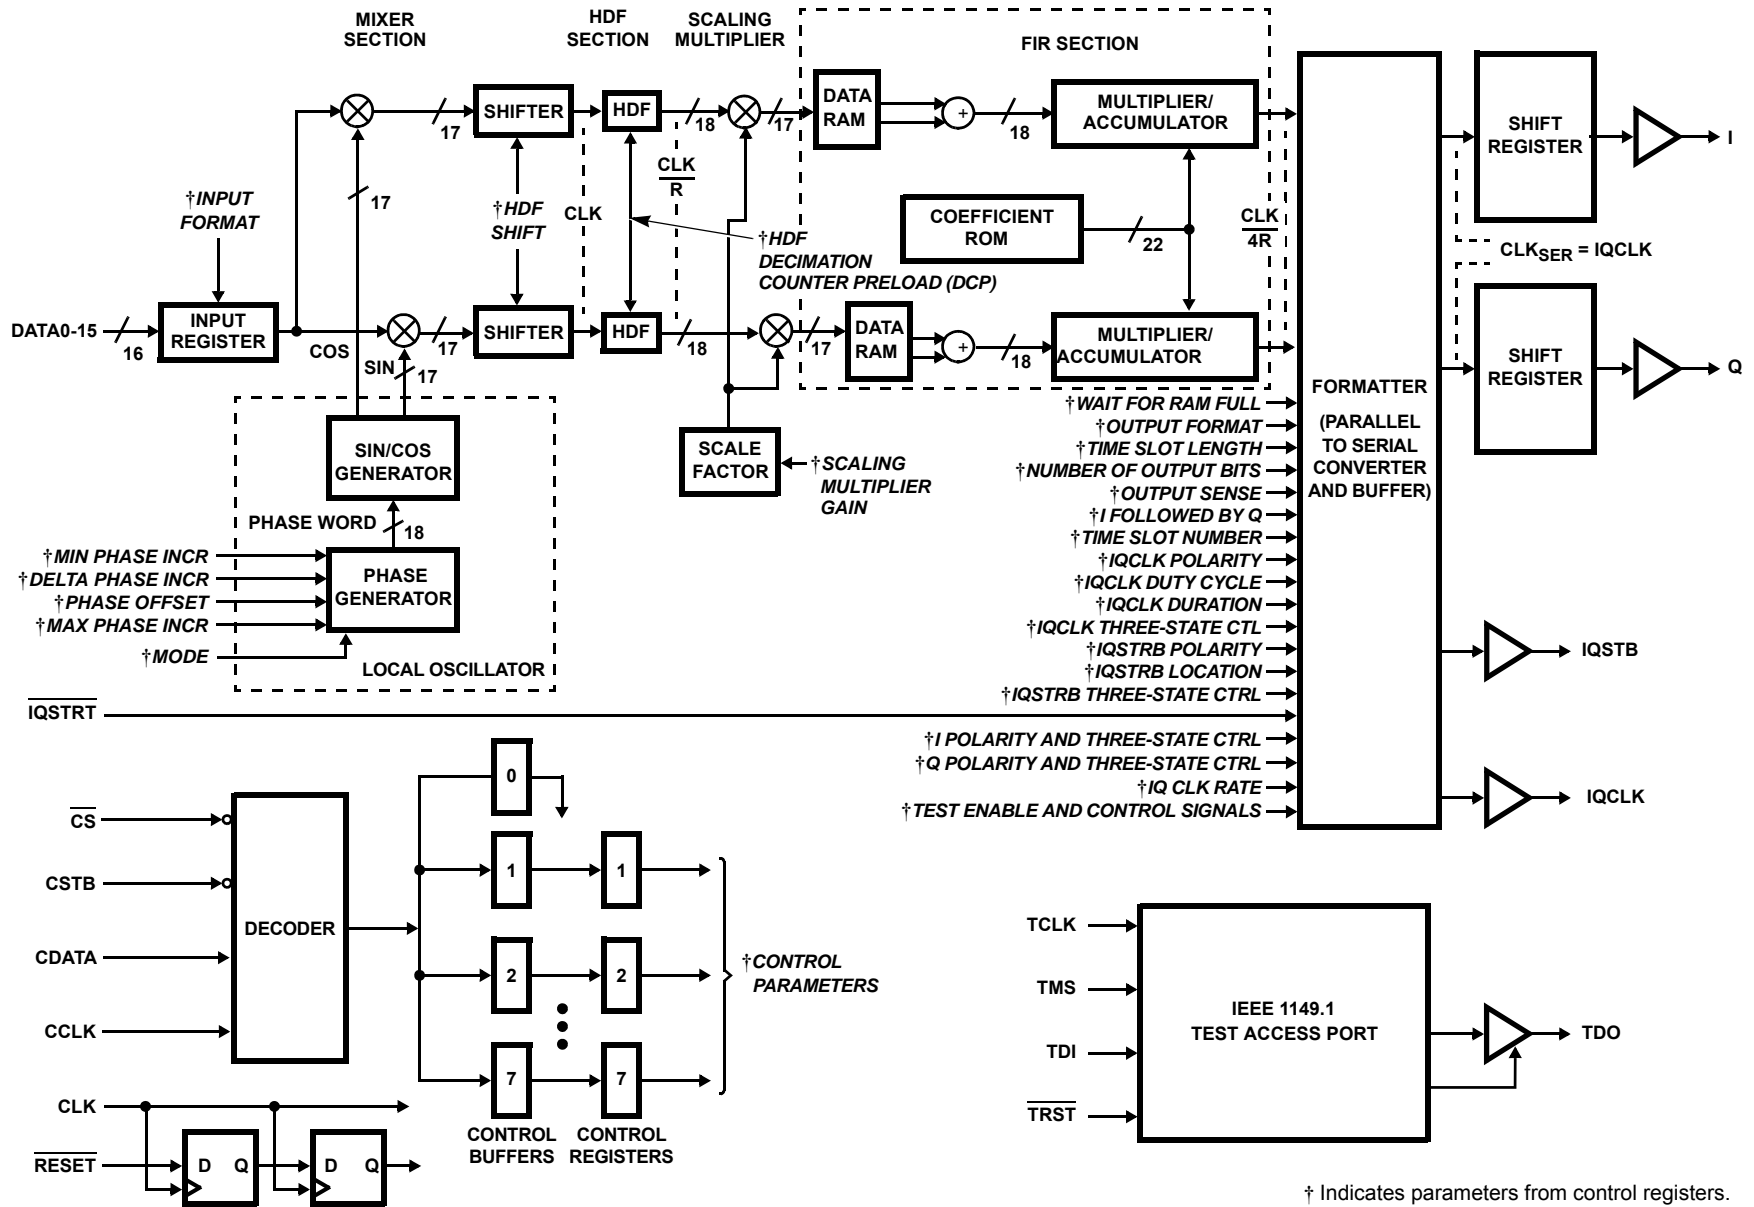 MIXER
SECTION
HDF
SECTION
SCALING
MULTIPLIER
FIR SECTION
DATA
RAM
MULTIPLIER/
ACCUMULATOR
SHIFTER
HDF
17
18
17
+
18
SHIFT
REGISTER
I
†INPUT
FORMAT
17
†HDF
SHIFT
CLK
CLK
R
COEFFICIENT
ROM
22
CLK
4R
†HDF
DECIMATION
COUNTER PRELOAD (DCP)
CLKSER = IQCLK
DATA0-15
16
INPUT
REGISTER
COS
SIN
17
17
SHIFTER
HDF
18
17
DATA
RAM
+
18
MULTIPLIER/
ACCUMULATOR
SHIFT
REGISTER
Q
FORMATTER
(PARALLEL
TO SERIAL
CONVERTER
AND BUFFER)
SIN/COS
GENERATOR
SCALE
FACTOR
†SCALING
MULTIPLIER
GAIN
PHASE WORD
18
†MIN PHASE INCR
†DELTA PHASE INCR
†PHASE OFFSET
†MAX PHASE INCR
†MODE
PHASE
GENERATOR
LOCAL OSCILLATOR
†WAIT FOR RAM FULL
†OUTPUT FORMAT
†TIME SLOT LENGTH
†NUMBER OF OUTPUT BITS
†OUTPUT SENSE
†I FOLLOWED BY Q
†TIME SLOT NUMBER
†IQCLK POLARITY
†IQCLK DUTY CYCLE
†IQCLK DURATION
†IQCLK THREE-STATE CTL
†IQSTRB POLARITY
†IQSTRB LOCATION
†IQSTRB THREE-STATE CTRL
IQSTRT
†I POLARITY AND THREE-STATE CTRL
†Q POLARITY AND THREE-STATE CTRL
†IQ CLK RATE
†TEST ENABLE AND CONTROL SIGNALS
IQSTB
IQCLK
CS
CSTB
CDATA
CCLK
DECODER
0
1
1
2
2
7
7
†CONTROL
PARAMETERS
CONTROL
BUFFERS
CONTROL
REGISTERS
CLK
RESET
D Q
D Q
TCLK
TMS
TDI
TRST
IEEE 1149.1
TEST ACCESS PORT
TDO
† Indicates parameters from control registers.